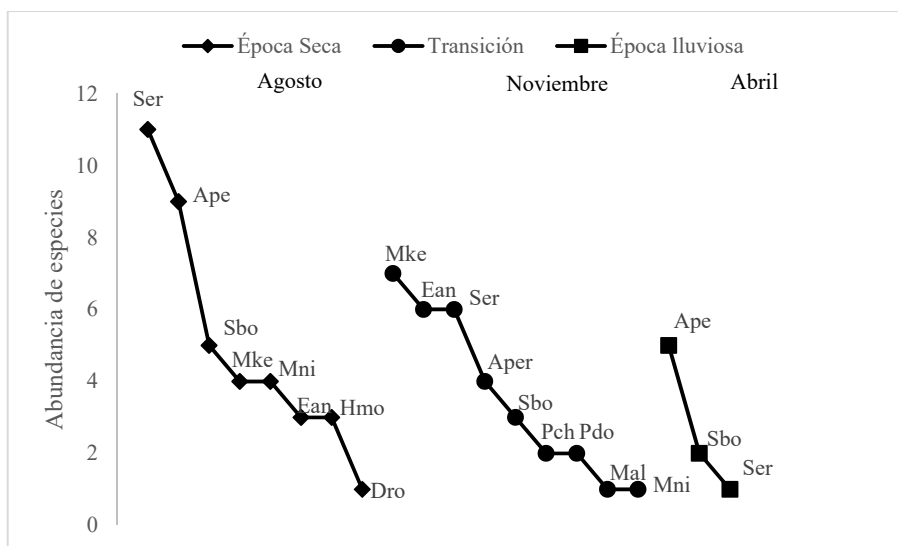 Época Seca Transición Época lluviosa
Agosto Noviembre Abril
Abundancia de especies
12
10
8
6
4
2
0
Ser
Ape
Sbo
Mke
Mni
Ean
Hmo
Dro
Mke
Ean
Ser
Aper
Sbo
Pch
Pdo
Mal
Mni
Ape
Sbo
Ser